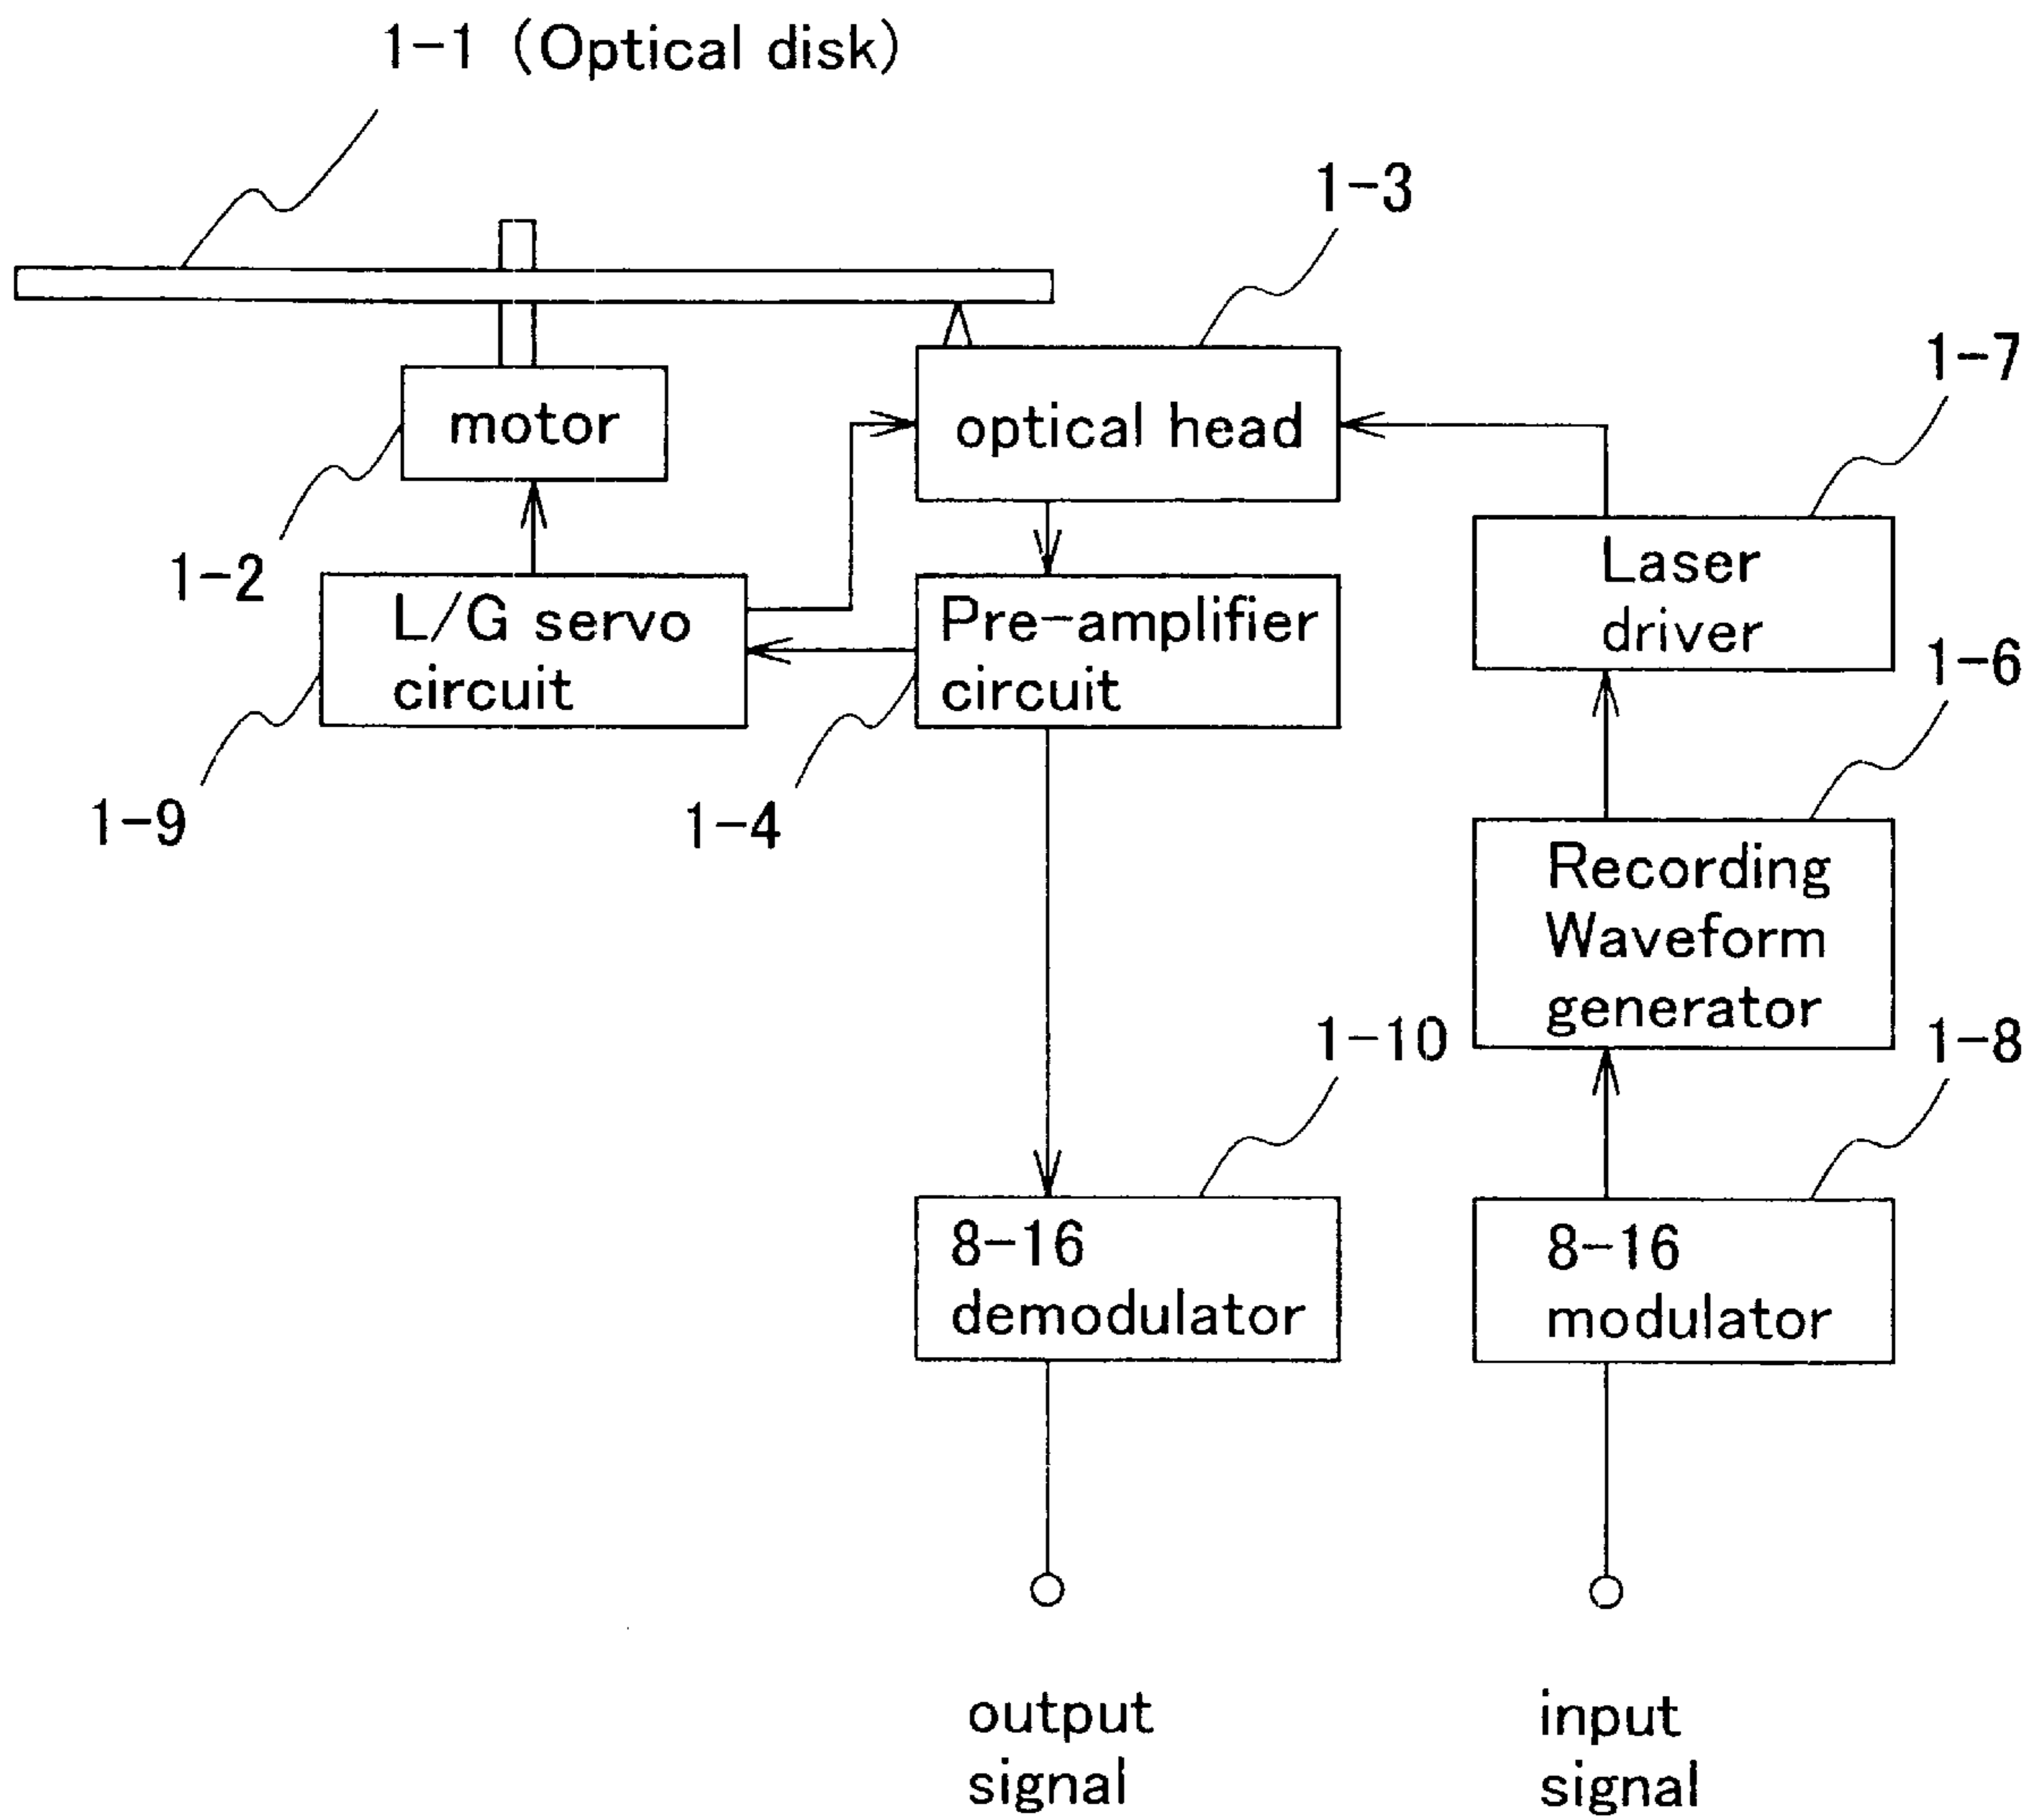 1-1 (Optical disk)
1-3
1-7
motor
optical head
1-2
Laser
driver
L/G servo
circuit
Pre-amplifier
circuit
1-6
1-9
1-4
Recording
Waveform
generator
1-10
1-8
8-16
demodulator
8-16
modulator
output
signal
input
signal